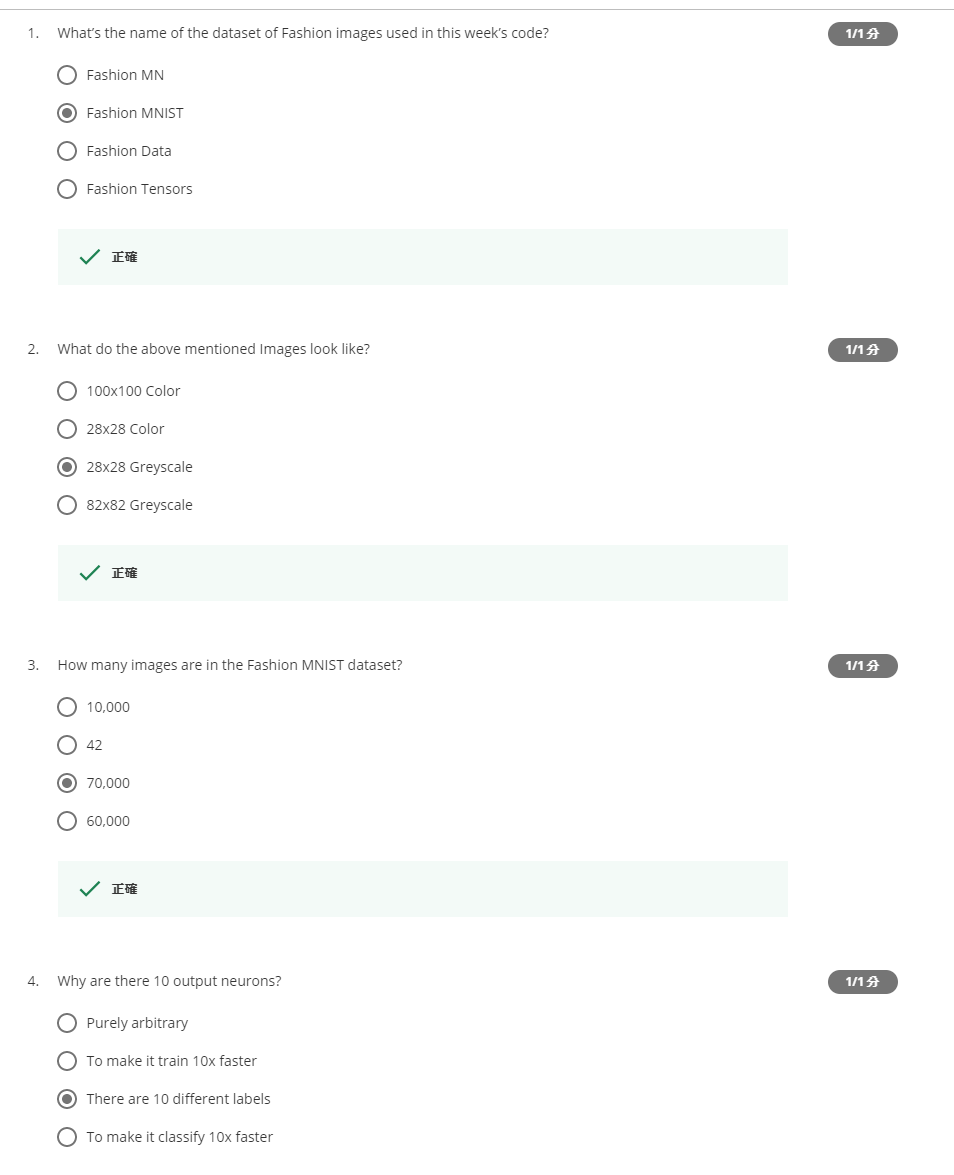 1. What's the name of the dataset of Fashion images used in this week's code? 1/1 分
Fashion MN
Fashion MNIST
Fashion Data
Fashion Tensors
正確
2. What do the above mentioned Images look like? 1/1 分
100x100 Color
28x28 Color
28x28 Greyscale
82x82 Greyscale
正確
3. How many images are in the Fashion MNIST dataset? 1/1 分
10,000
42
70,000
60,000
正確
4. Why are there 10 output neurons? 1/1 分
Purely arbitrary
To make it train 10x faster
There are 10 different labels
To make it classify 10x faster